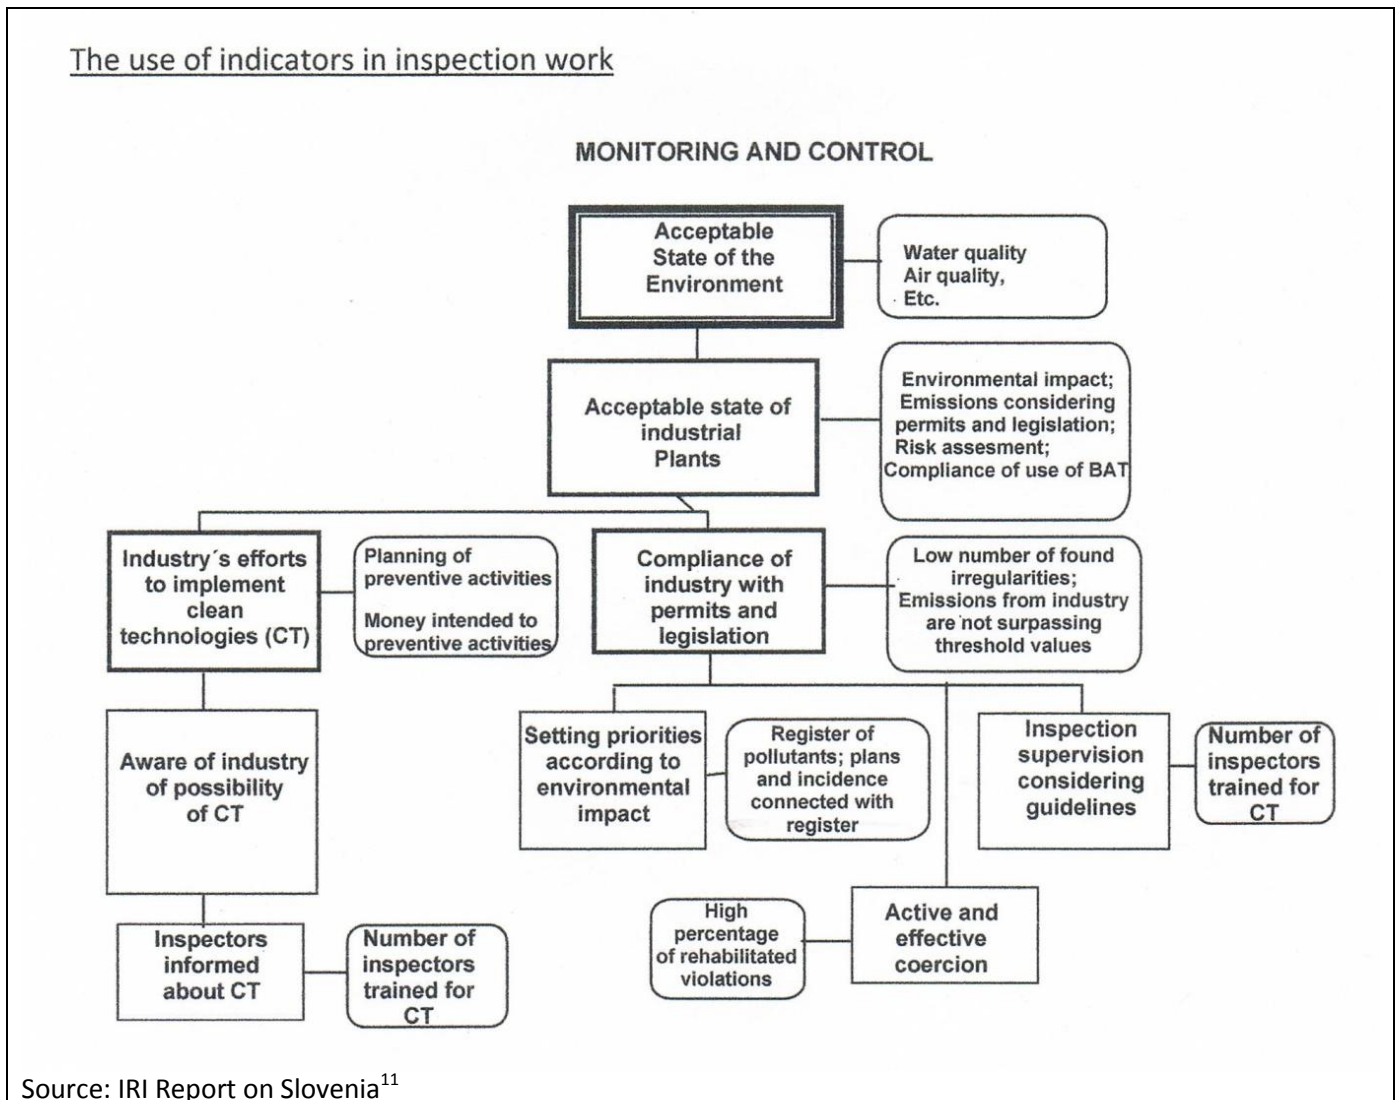 The use of indicators in inspection work
MONITORING AND CONTROL
Acceptable
State of the
Environment
Water quality
Air quality,
Etc.
Acceptable state of
industrial
Plants
Environmental impact;
Emissions considering
permits and legislation;
Risk assesment;
Compliance of use of BAT
Industry´s efforts
to implement
clean
technologies (CT)
Planning of
preventive activities
Money intended to
preventive activities
Compliance of
industry with
permits and
legislation
Low number of found
irregularities;
Emissions from industry
are not surpassing
threshold values
Aware of industry
of possibility
of CT
Setting priorities
according to
environmental
impact
Register of
pollutants; plans
and incidence
connected with
register
Inspection
supervision
considering
guidelines
Number of
inspectors
trained for
CT
Inspectors
informed
about CT
Number of
inspectors
trained for
CT
High
percentage
of rehabilitated
violations
Active and
effective
coercion
Source: IRI Report on Slovenia11